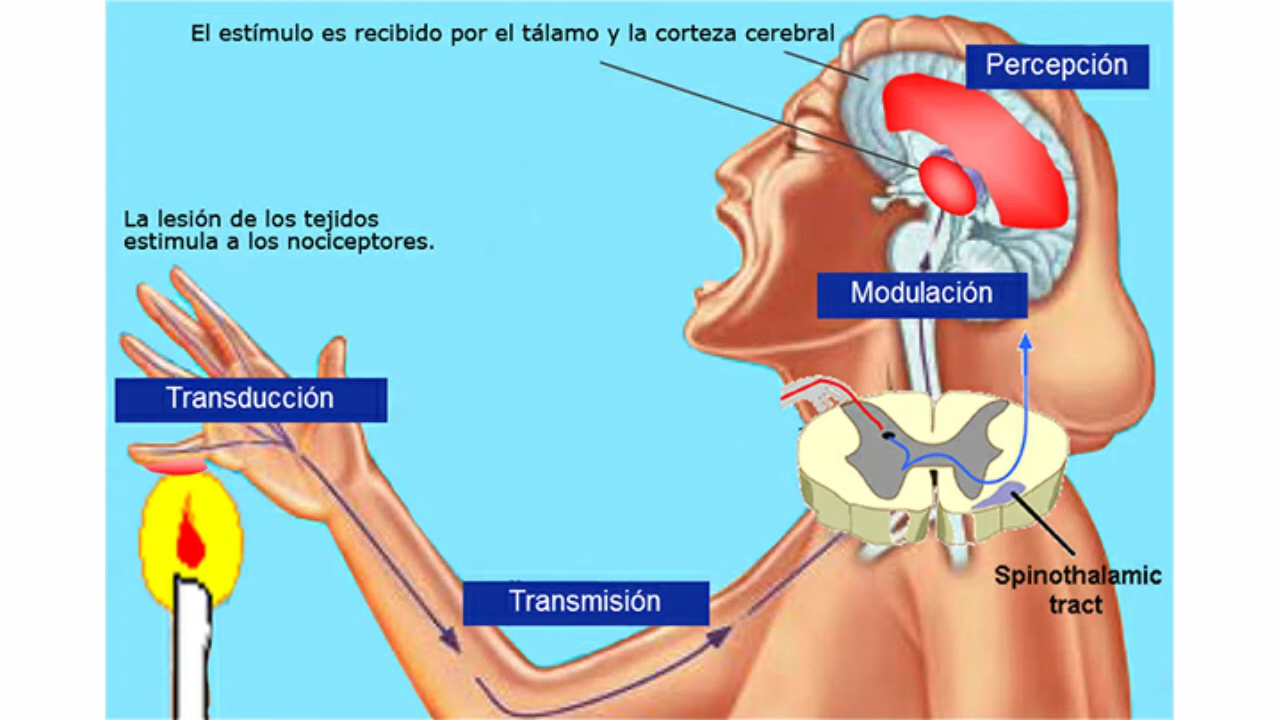 El estímulo es recibido por el tálamo y la corteza cerebral
Percepción
La lesión de los tejidos
estimula a los nociceptores.
Modulación
Transducción
Transmisión
Spinothalamic
tract